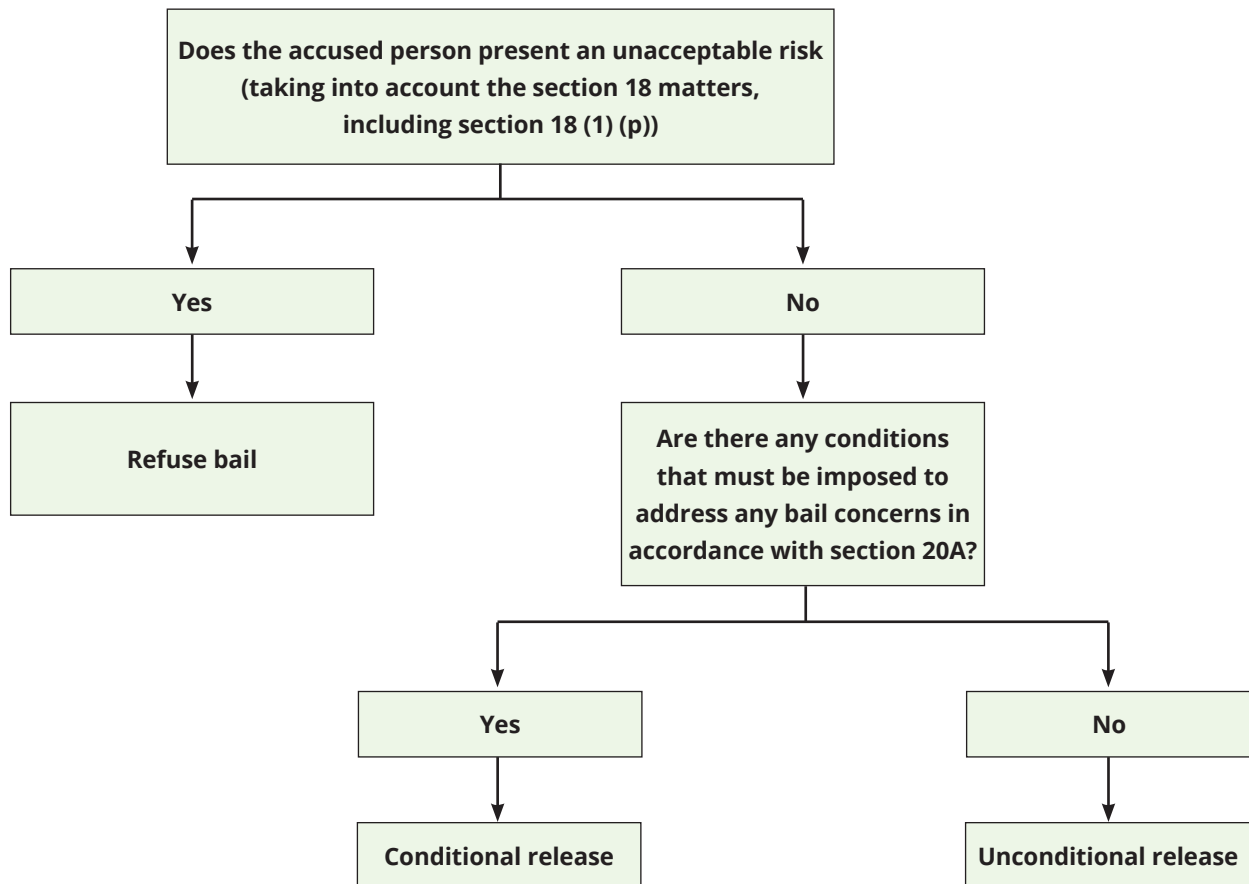 Does the accused person present an unacceptable risk
(taking into account the section 18 matters,
including section 18 (1) (p))
Yes
No
Refuse bail
Are there any conditions
that must be imposed to
address any bail concerns in
accordance with section 20A?
Yes
No
Conditional release
Unconditional release